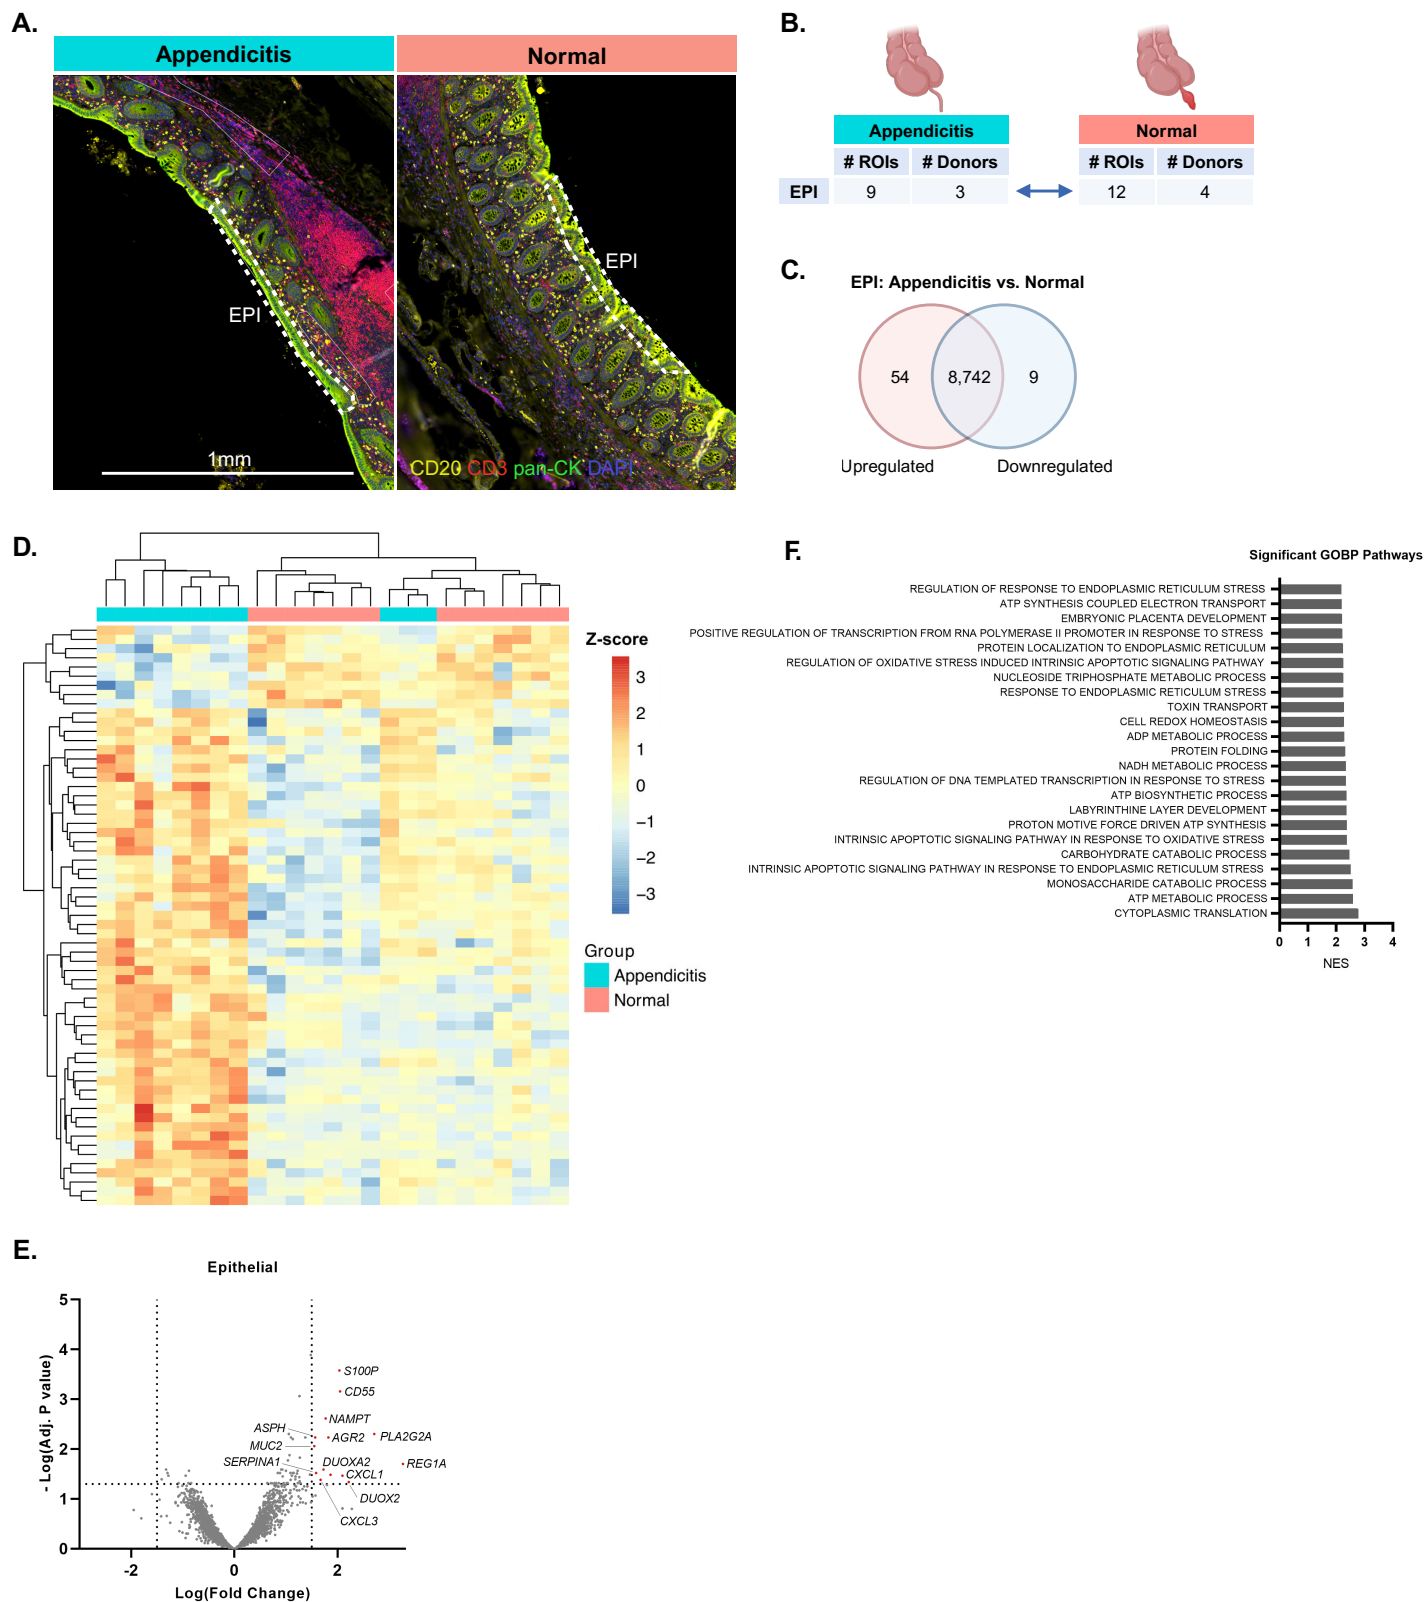 A.
Appendicitis
Normal
EPI
EPI
1mm
CD20 CD3 pan-CK DAPI
B.
Appendicitis
Normal
# ROIs
# Donors
# ROIs
# Donors
EPI
9
3
12
4
C.
EPI: Appendicitis vs. Normal
54
8,742
9
Upregulated
Downregulated
D.
Z-score
3
2
1
0
−1
−2
−3
Group
Appendicitis
Normal
E.
Epithelial
- Log(Adj. P value)
5
4
3
2
1
0
-2
0
2
Log(Fold Change)
S100P
CD55
NAMPT
ASPH
AGR2
PLA2G2A
MUC2
SERPINA1
DUOXA2
REG1A
CXCL1
DUOX2
CXCL3
F.
Significant GOBP Pathways
REGULATION OF RESPONSE TO ENDOPLASMIC RETICULUM STRESS
ATP SYNTHESIS COUPLED ELECTRON TRANSPORT
EMBRYONIC PLACENTA DEVELOPMENT
POSITIVE REGULATION OF TRANSCRIPTION FROM RNA POLYMERASE II PROMOTER IN RESPONSE TO STRESS
PROTEIN LOCALIZATION TO ENDOPLASMIC RETICULUM
REGULATION OF OXIDATIVE STRESS INDUCED INTRINSIC APOPTOTIC SIGNALING PATHWAY
NUCLEOSIDE TRIPHOSPHATE METABOLIC PROCESS
RESPONSE TO ENDOPLASMIC RETICULUM STRESS
TOXIN TRANSPORT
CELL REDOX HOMEOSTASIS
ADP METABOLIC PROCESS
PROTEIN FOLDING
NADH METABOLIC PROCESS
REGULATION OF DNA TEMPLATED TRANSCRIPTION IN RESPONSE TO STRESS
ATP BIOSYNTHETIC PROCESS
LABYRINTHINE LAYER DEVELOPMENT
PROTON MOTIVE FORCE DRIVEN ATP SYNTHESIS
INTRINSIC APOPTOTIC SIGNALING PATHWAY IN RESPONSE TO OXIDATIVE STRESS
CARBOHYDRATE CATABOLIC PROCESS
INTRINSIC APOPTOTIC SIGNALING PATHWAY IN RESPONSE TO ENDOPLASMIC RETICULUM STRESS
MONOSACCHARIDE CATABOLIC PROCESS
ATP METABOLIC PROCESS
CYTOPLASMIC TRANSLATION
0 1 2 3 4
NES